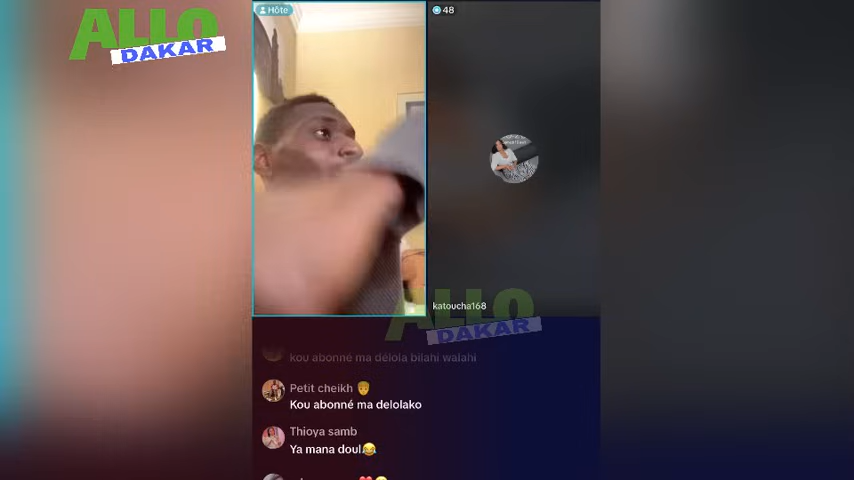 ALLO
DAKAR
Hôte
48
katoucha168
ALLO
DAKAR
kou abonné ma délola bilahi walahi
Petit cheikh
Kou abonné ma delolako
Thioya samb
Ya mana doul😂